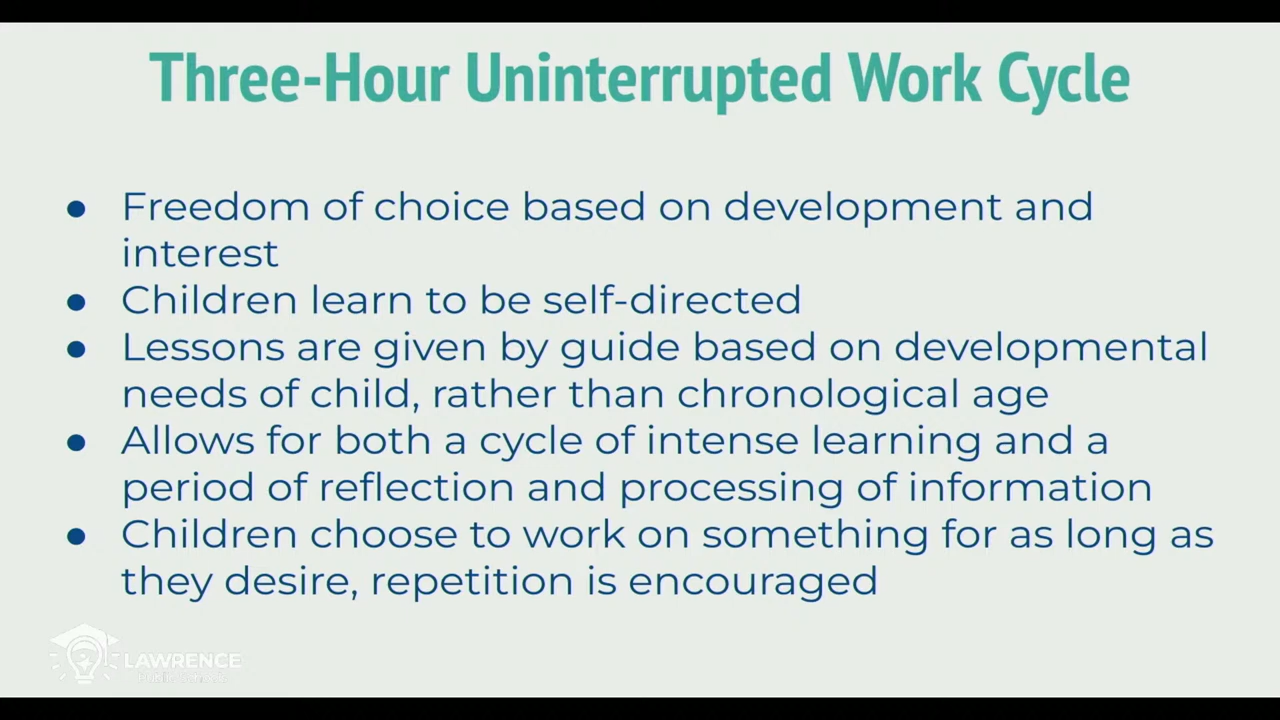 Three-Hour Uninterrupted Work Cycle
● Freedom of choice based on development and
interest
● Children learn to be self-directed
● Lessons are given by guide based on developmental
needs of child, rather than chronological age
● Allows for both a cycle of intense learning and a
period of reflection and processing of information
● Children choose to work on something for as long as
they desire, repetition is encouraged
LAWRENCE